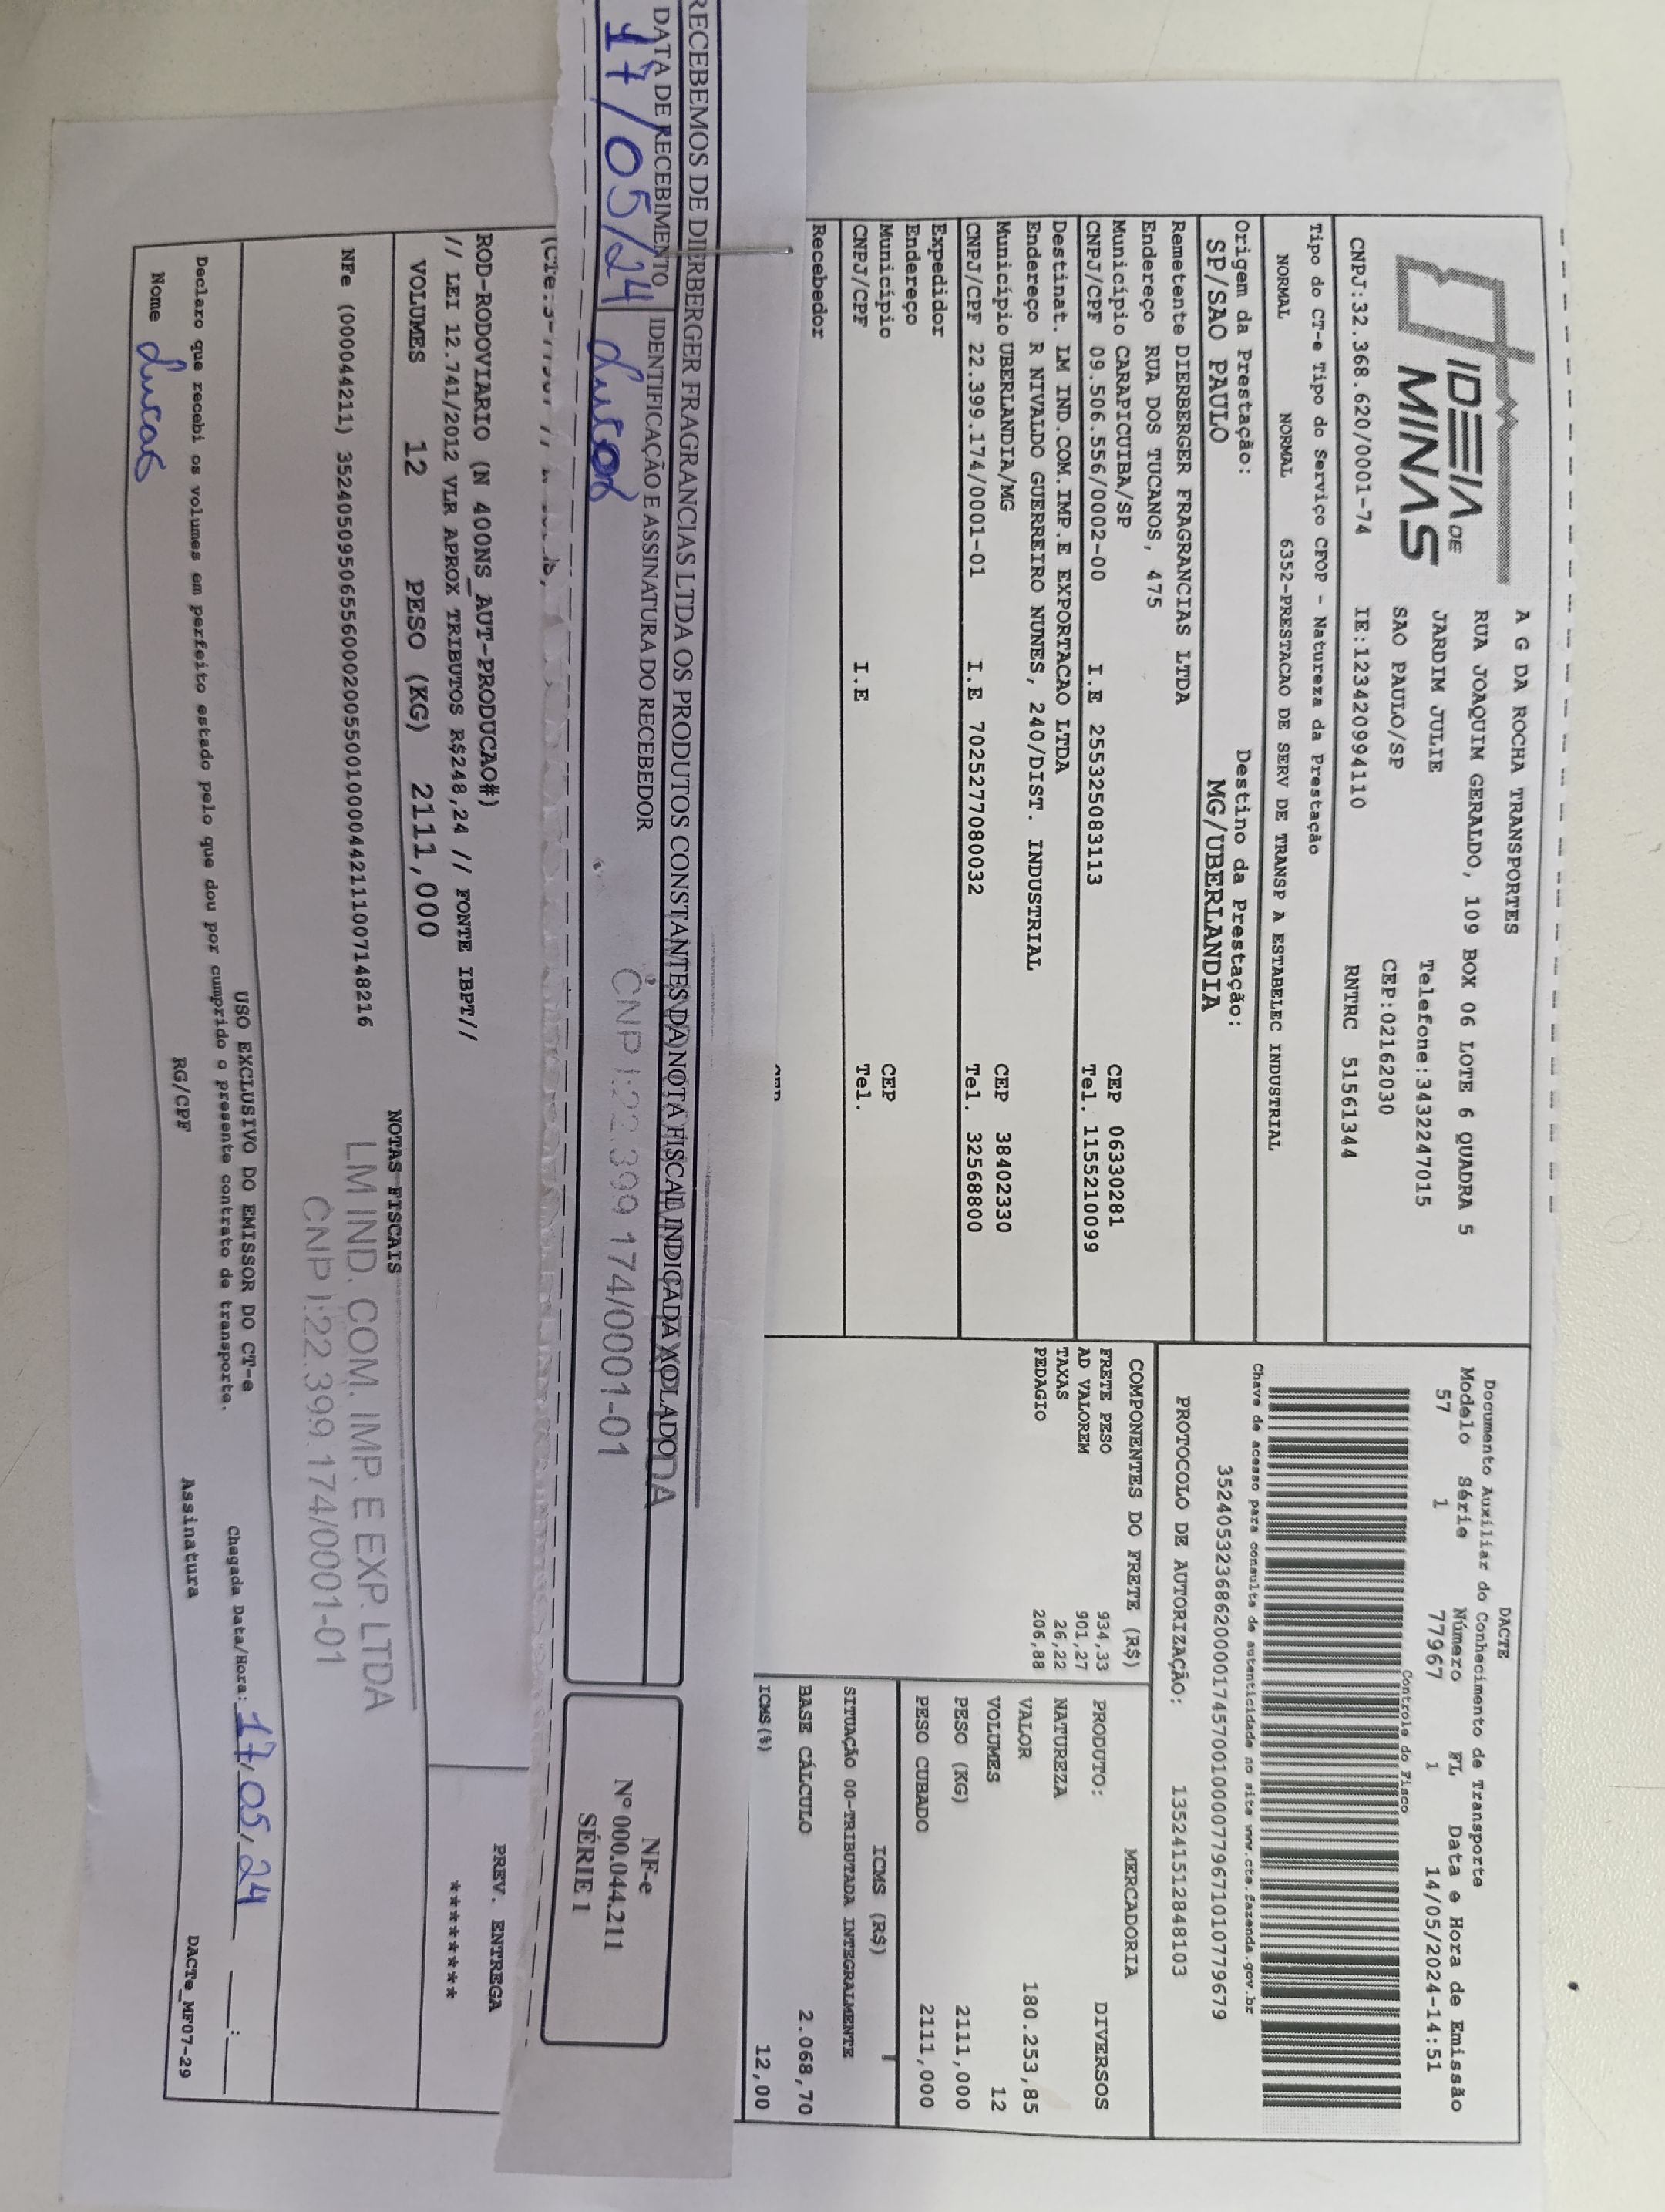 IDEIA DE
MINAS
A G DA ROCHA TRANSPORTES
RUA JOAQUIM GERALDO, 109 BOX 06 LOTE 6 QUADRA 5
JARDIM JULIE Telefone:3432247015
SAO PAULO/SP CEP:02162030
CNPJ:32.368.620/0001-74 IE:123420994110 RNTRC 51561344
Tipo do CT-e Tipo do Serviço CFOP - Natureza da Prestação
NORMAL NORMAL 6352-PRESTACAO DE SERV DE TRANSP A ESTABELEC INDUSTRIAL
Origem da Prestação: Destino da Prestação:
SP/SAO PAULO MG/UBERLANDIA
Remetente DIERBERGER FRAGRANCIAS LTDA
Endereço RUA DOS TUCANOS, 475
Município CARAPICUIBA/SP CEP 06330281
CNPJ/CPF 09.506.556/0002-00 I.E 255325083113 Tel. 1155210099
Destinat. LM IND.COM.IMP.E EXPORTACAO LTDA
Endereço R NIVALDO GUERREIRO NUNES, 240/DIST. INDUSTRIAL
Município UBERLANDIA/MG CEP 38402330
CNPJ/CPF 22.399.174/0001-01 I.E 7025277080032 Tel. 32568800
Expedidor
Endereço
Município CEP
CNPJ/CPF I.E Tel.
Recebedor
DACTE
Documento Auxiliar do Conhecimento de Transporte
Modelo Série Número FL Data e Hora de Emissão
57 1 77967 1 14/05/2024-14:51
Controle do Fisco
Chave de acesso para consulta de autenticidade no site www.cte.fazenda.gov.br
35240532368620000174570010000779671010779679
PROTOCOLO DE AUTORIZAÇÃO: 135241512848103
COMPONENTES DO FRETE (R$)
FRETE PESO 934,33
AD VALOREM 901,27
TAXAS 26,22
PEDAGIO 206,88
MERCADORIA
PRODUTO: DIVERSOS
NATUREZA
VALOR 180.253,85
VOLUMES 12
PESO (KG) 2111,000
PESO CUBADO 2111,000
ICMS (R$)
SITUAÇÃO 00-TRIBUTADA INTEGRALMENTE
BASE CÁLCULO 2.068,70
ICMS(%) 12,00
RECEBEMOS DE DIERBERGER FRAGRANCIAS LTDA OS PRODUTOS CONSTANTES DA NOTA FISCAL INDICADA AO LADO
DATA DE RECEBIMENTO IDENTIFICAÇÃO E ASSINATURA DO RECEBEDOR
17/05/24 Lucas
CNPJ:22.399.174/0001-01
NF-e
Nº 000.044.211
SÉRIE 1
ROD-RODOVIARIO (N 400NS_AUT-PRODUCAO#)
// LEI 12.741/2012 VLR APROX TRIBUTOS R$248,24 // FONTE IBPT//
PREV. ENTREGA
********
VOLUMES 12 PESO (KG) 2111,000
NOTAS FISCAIS
NFe (000044211) 35240509506556000200550010000442111007148216
LM IND. COM. IMP. E EXP. LTDA
CNPJ:22.399.174/0001-01
USO EXCLUSIVO DO EMISSOR DO CT-e
Declaro que recebi os volumes em perfeito estado pelo que dou por cumprido o presente contrato de transporte.
Chegada Data/Hora: 17/05/24 __:__
Nome Lucas RG/CPF Assinatura
DACTe_MF07-29